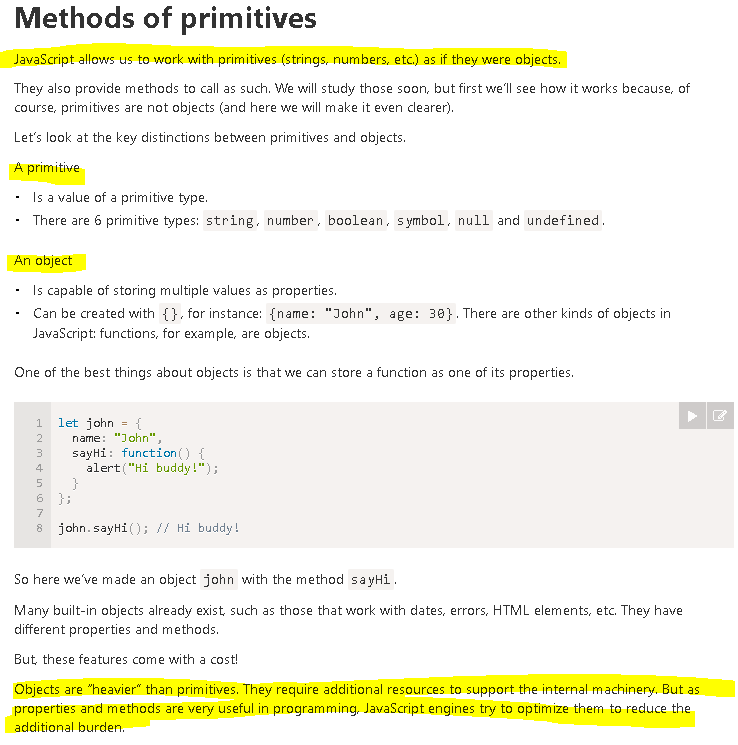 Methods of primitives
JavaScript allows us to work with primitives (strings, numbers, etc.) as if they were objects.
They also provide methods to call as such. We will study those soon, but first we’ll see how it works because, of
course, primitives are not objects (and here we will make it even clearer).
Let’s look at the key distinctions between primitives and objects.
A primitive
• Is a value of a primitive type.
• There are 6 primitive types: string, number, boolean, symbol, null and undefined.
An object
• Is capable of storing multiple values as properties.
• Can be created with {}, for instance: {name: "John", age: 30}. There are other kinds of objects in
JavaScript: functions, for example, are objects.
One of the best things about objects is that we can store a function as one of its properties.
1 let john = {
2   name: "John",
3   sayHi: function() {
4     alert("Hi buddy!");
5   }
6 };
7
8 john.sayHi(); // Hi buddy!
So here we’ve made an object john with the method sayHi.
Many built-in objects already exist, such as those that work with dates, errors, HTML elements, etc. They have
different properties and methods.
But, these features come with a cost!
Objects are “heavier” than primitives. They require additional resources to support the internal machinery. But as
properties and methods are very useful in programming, JavaScript engines try to optimize them to reduce the
additional burden.